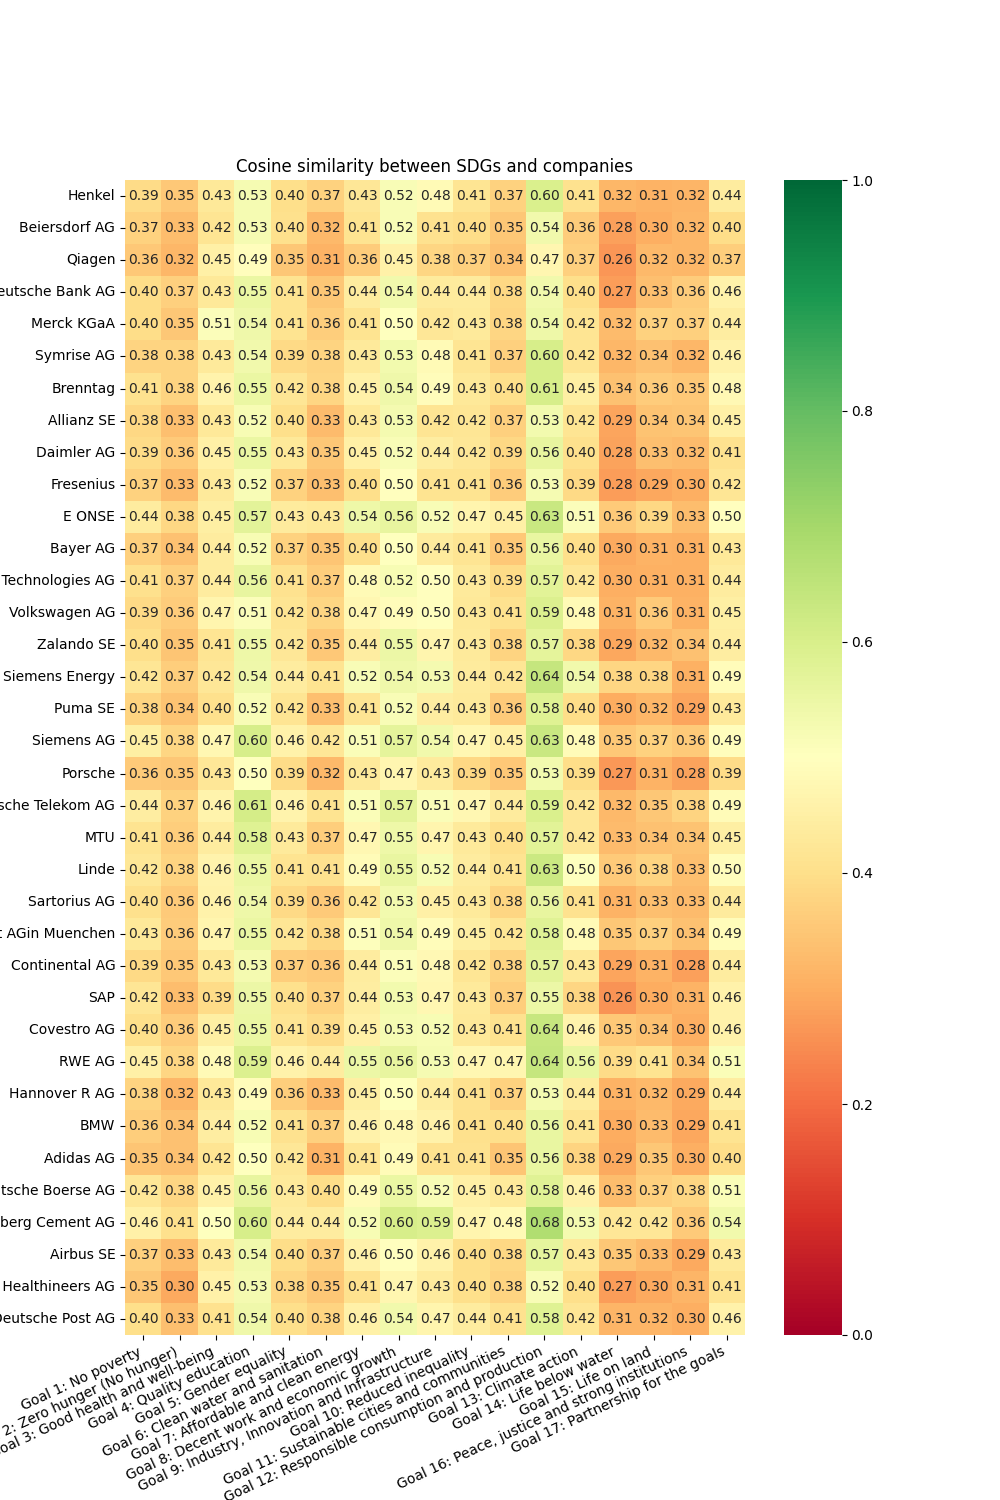 Cosine similarity between SDGs and companies
Henkel 0.39 0.35 0.43 0.53 0.40 0.37 0.43 0.52 0.48 0.41 0.37 0.60 0.41 0.32 0.31 0.32 0.44
Beiersdorf AG 0.37 0.33 0.42 0.53 0.40 0.32 0.41 0.52 0.41 0.40 0.35 0.54 0.36 0.28 0.30 0.32 0.40
Qiagen 0.36 0.32 0.45 0.49 0.35 0.31 0.36 0.45 0.38 0.37 0.34 0.47 0.37 0.26 0.32 0.32 0.37
eutsche Bank AG 0.40 0.37 0.43 0.55 0.41 0.35 0.44 0.54 0.44 0.44 0.38 0.54 0.40 0.27 0.33 0.36 0.46
Merck KGaA 0.40 0.35 0.51 0.54 0.41 0.36 0.41 0.50 0.42 0.43 0.38 0.54 0.42 0.32 0.37 0.37 0.44
Symrise AG 0.38 0.38 0.43 0.54 0.39 0.38 0.43 0.53 0.48 0.41 0.37 0.60 0.42 0.32 0.34 0.32 0.46
Brenntag 0.41 0.38 0.46 0.55 0.42 0.38 0.45 0.54 0.49 0.43 0.40 0.61 0.45 0.34 0.36 0.35 0.48
Allianz SE 0.38 0.33 0.43 0.52 0.40 0.33 0.43 0.53 0.42 0.42 0.37 0.53 0.42 0.29 0.34 0.34 0.45
Daimler AG 0.39 0.36 0.45 0.55 0.43 0.35 0.45 0.52 0.44 0.42 0.39 0.56 0.40 0.28 0.33 0.32 0.41
Fresenius 0.37 0.33 0.43 0.52 0.37 0.33 0.40 0.50 0.41 0.41 0.36 0.53 0.39 0.28 0.29 0.30 0.42
E ONSE 0.44 0.38 0.45 0.57 0.43 0.43 0.54 0.56 0.52 0.47 0.45 0.63 0.51 0.36 0.39 0.33 0.50
Bayer AG 0.37 0.34 0.44 0.52 0.37 0.35 0.40 0.50 0.44 0.41 0.35 0.56 0.40 0.30 0.31 0.31 0.43
Technologies AG 0.41 0.37 0.44 0.56 0.41 0.37 0.48 0.52 0.50 0.43 0.39 0.57 0.42 0.30 0.31 0.31 0.44
Volkswagen AG 0.39 0.36 0.47 0.51 0.42 0.38 0.47 0.49 0.50 0.43 0.41 0.59 0.48 0.31 0.36 0.31 0.45
Zalando SE 0.40 0.35 0.41 0.55 0.42 0.35 0.44 0.55 0.47 0.43 0.38 0.57 0.38 0.29 0.32 0.34 0.44
Siemens Energy 0.42 0.37 0.42 0.54 0.44 0.41 0.52 0.54 0.53 0.44 0.42 0.64 0.54 0.38 0.38 0.31 0.49
Puma SE 0.38 0.34 0.40 0.52 0.42 0.33 0.41 0.52 0.44 0.43 0.36 0.58 0.40 0.30 0.32 0.29 0.43
Siemens AG 0.45 0.38 0.47 0.60 0.46 0.42 0.51 0.57 0.54 0.47 0.45 0.63 0.48 0.35 0.37 0.36 0.49
Porsche 0.36 0.35 0.43 0.50 0.39 0.32 0.43 0.47 0.43 0.39 0.35 0.53 0.39 0.27 0.31 0.28 0.39
sche Telekom AG 0.44 0.37 0.46 0.61 0.46 0.41 0.51 0.57 0.51 0.47 0.44 0.59 0.42 0.32 0.35 0.38 0.49
MTU 0.41 0.36 0.44 0.58 0.43 0.37 0.47 0.55 0.47 0.43 0.40 0.57 0.42 0.33 0.34 0.34 0.45
Linde 0.42 0.38 0.46 0.55 0.41 0.41 0.49 0.55 0.52 0.44 0.41 0.63 0.50 0.36 0.38 0.33 0.50
Sartorius AG 0.40 0.36 0.46 0.54 0.39 0.36 0.42 0.53 0.45 0.43 0.38 0.56 0.41 0.31 0.33 0.33 0.44
t AGin Muenchen 0.43 0.36 0.47 0.55 0.42 0.38 0.51 0.54 0.49 0.45 0.42 0.58 0.48 0.35 0.37 0.34 0.49
Continental AG 0.39 0.35 0.43 0.53 0.37 0.36 0.44 0.51 0.48 0.42 0.38 0.57 0.43 0.29 0.31 0.28 0.44
SAP 0.42 0.33 0.39 0.55 0.40 0.37 0.44 0.53 0.47 0.43 0.37 0.55 0.38 0.26 0.30 0.31 0.46
Covestro AG 0.40 0.36 0.45 0.55 0.41 0.39 0.45 0.53 0.52 0.43 0.41 0.64 0.46 0.35 0.34 0.30 0.46
RWE AG 0.45 0.38 0.48 0.59 0.46 0.44 0.55 0.56 0.53 0.47 0.47 0.64 0.56 0.39 0.41 0.34 0.51
Hannover R AG 0.38 0.32 0.43 0.49 0.36 0.33 0.45 0.50 0.44 0.41 0.37 0.53 0.44 0.31 0.32 0.29 0.44
BMW 0.36 0.34 0.44 0.52 0.41 0.37 0.46 0.48 0.46 0.41 0.40 0.56 0.41 0.30 0.33 0.29 0.41
Adidas AG 0.35 0.34 0.42 0.50 0.42 0.31 0.41 0.49 0.41 0.41 0.35 0.56 0.38 0.29 0.35 0.30 0.40
tsche Boerse AG 0.42 0.38 0.45 0.56 0.43 0.40 0.49 0.55 0.52 0.45 0.43 0.58 0.46 0.33 0.37 0.38 0.51
berg Cement AG 0.46 0.41 0.50 0.60 0.44 0.44 0.52 0.60 0.59 0.47 0.48 0.68 0.53 0.42 0.42 0.36 0.54
Airbus SE 0.37 0.33 0.43 0.54 0.40 0.37 0.46 0.50 0.46 0.40 0.38 0.57 0.43 0.35 0.33 0.29 0.43
Healthineers AG 0.35 0.30 0.45 0.53 0.38 0.35 0.41 0.47 0.43 0.40 0.38 0.52 0.40 0.27 0.30 0.31 0.41
Deutsche Post AG 0.40 0.33 0.41 0.54 0.40 0.38 0.46 0.54 0.47 0.44 0.41 0.58 0.42 0.31 0.32 0.30 0.46
Goal 1: No poverty
2: Zero hunger (No hunger)
oal 3: Good health and well-being
Goal 4: Quality education
Goal 5: Gender equality
Goal 6: Clean water and sanitation
Goal 7: Affordable and clean energy
Goal 8: Decent work and economic growth
Goal 9: Industry, Innovation and Infrastructure
Goal 10: Reduced inequality
Goal 11: Sustainable cities and communities
Goal 12: Responsible consumption and production
Goal 13: Climate action
Goal 14: Life below water
Goal 15: Life on land
Goal 16: Peace, justice and strong institutions
Goal 17: Partnership for the goals
1.0
0.8
0.6
0.4
0.2
0.0